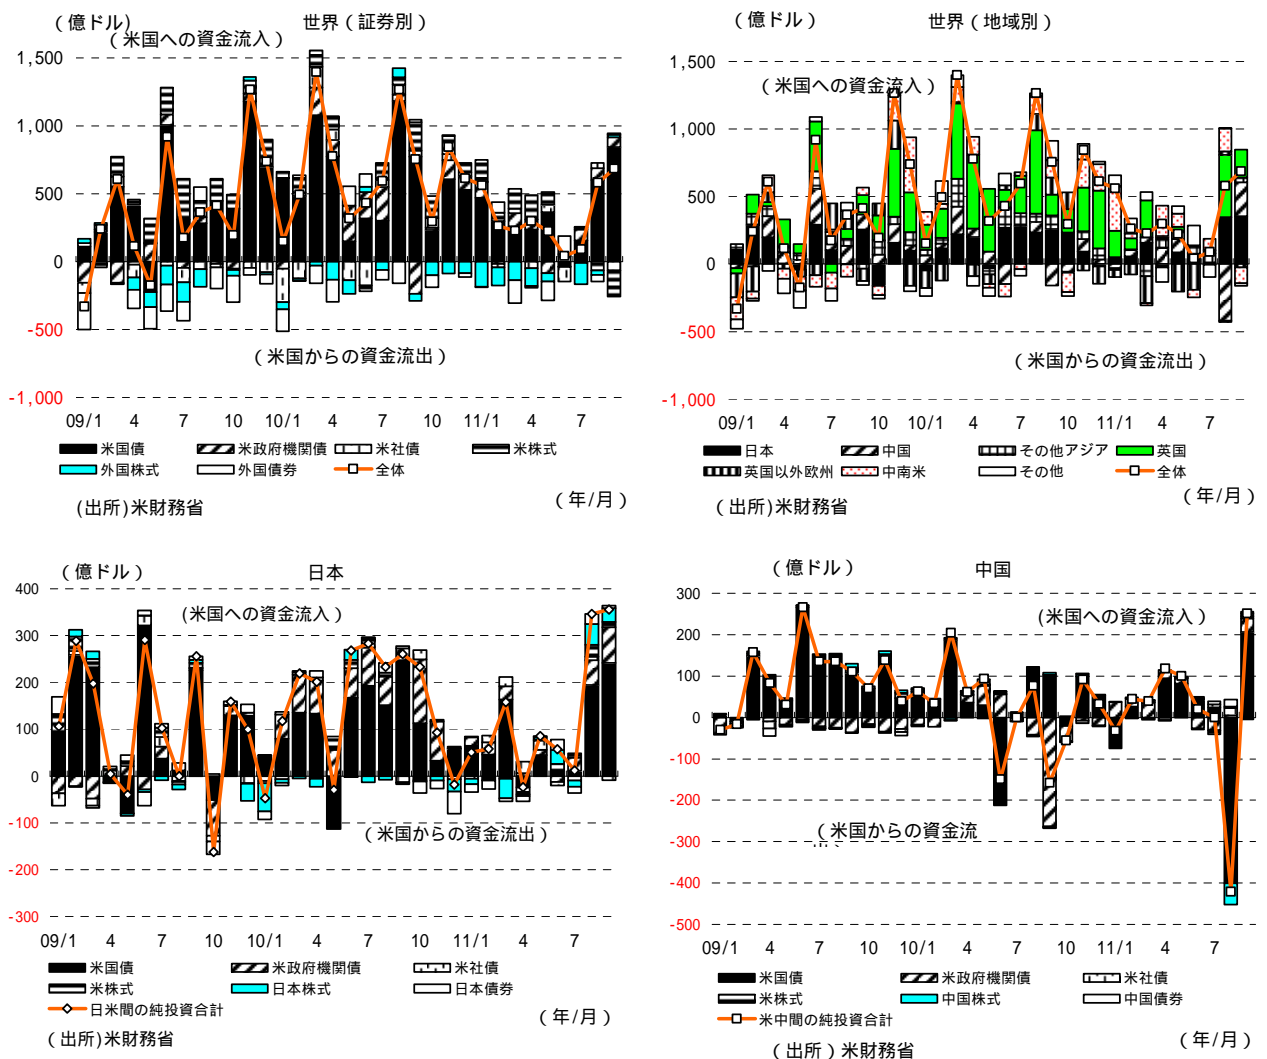 世界（証券別）
（億ドル）
（米国への資金流入）
1,500
1,000
500
0
-500
-1,000
（米国からの資金流出）
09/1 4 7 10 10/1 4 7 10 11/1 4 7
米国債 米政府機関債 米社債 米株式
外国株式 外国債券 全体
(出所)米財務省
（年/月）
世界（地域別）
（億ドル）
（米国への資金流入）
1,500
1,000
500
0
-500
-1,000
（米国からの資金流出）
09/1 4 7 10 10/1 4 7 10 11/1 4 7
日本 中国 その他アジア 英国
英国以外欧州 中南米 その他 全体
（出所)米財務省
（年/月）
日本
（億ドル）
(米国への資金流入）
400
300
200
100
0
-100
-200
-300
（米国からの資金流出）
09/1 4 7 10 10/1 4 7 10 11/1 4 7
米国債 米政府機関債 米社債
米株式 日本株式 日本債券
日米間の純投資合計
（出所)米財務省
（年/月）
中国
（億ドル）
（米国への資金流入）
300
200
100
0
-100
-200
-300
-400
-500
（米国からの資金流
09/1 4 7 10 10/1 4 7 10 11/1 4 7
米国債 米政府機関債 米社債
米株式 中国株式 中国債券
米中間の純投資合計
（出所）米財務省
（年/月）